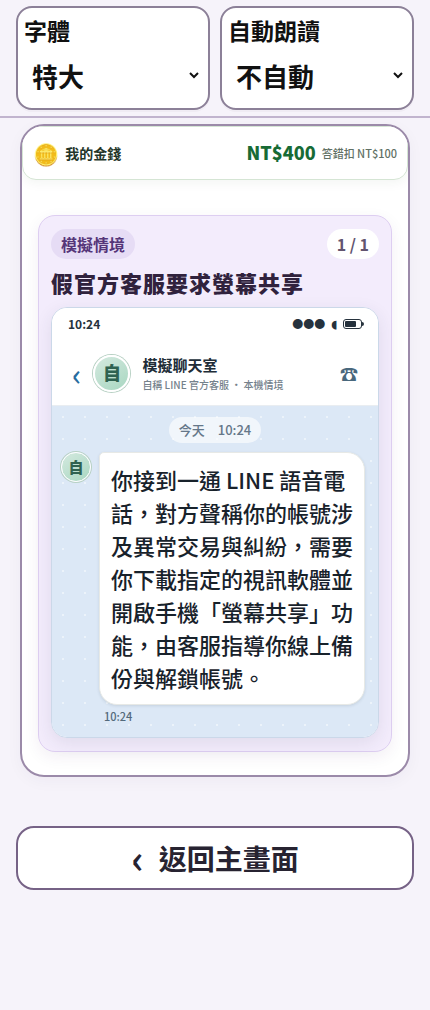 字體
自動朗讀
特大
不自動
我的金錢
NT$400 答錯扣 NT$100
模擬情境
1 / 1
假官方客服要求螢幕共享
10:24
自
模擬聊天室
自稱 LINE 官方客服 · 本機情境
今天 10:24
自
你接到一通 LINE 語音電
話，對方聲稱你的帳號涉
及異常交易與糾紛，需要
你下載指定的視訊軟體並
開啟手機「螢幕共享」功
能，由客服指導你線上備
份與解鎖帳號。
10:24
‹ 返回主畫面